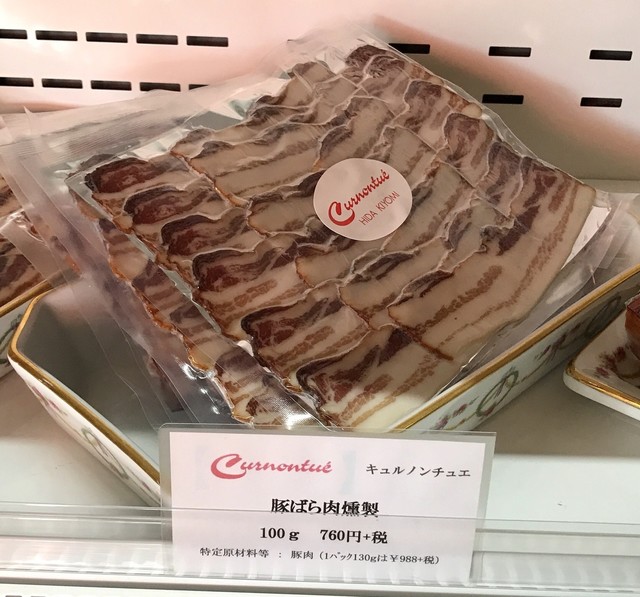 Curnontué
HIDA KIYOMI
Curnontué キュルノンチュエ
豚ばら肉燻製
100g 760円+税
特定原材料等 : 豚肉 (1ﾊﾟｯｸ130gは￥988+税)